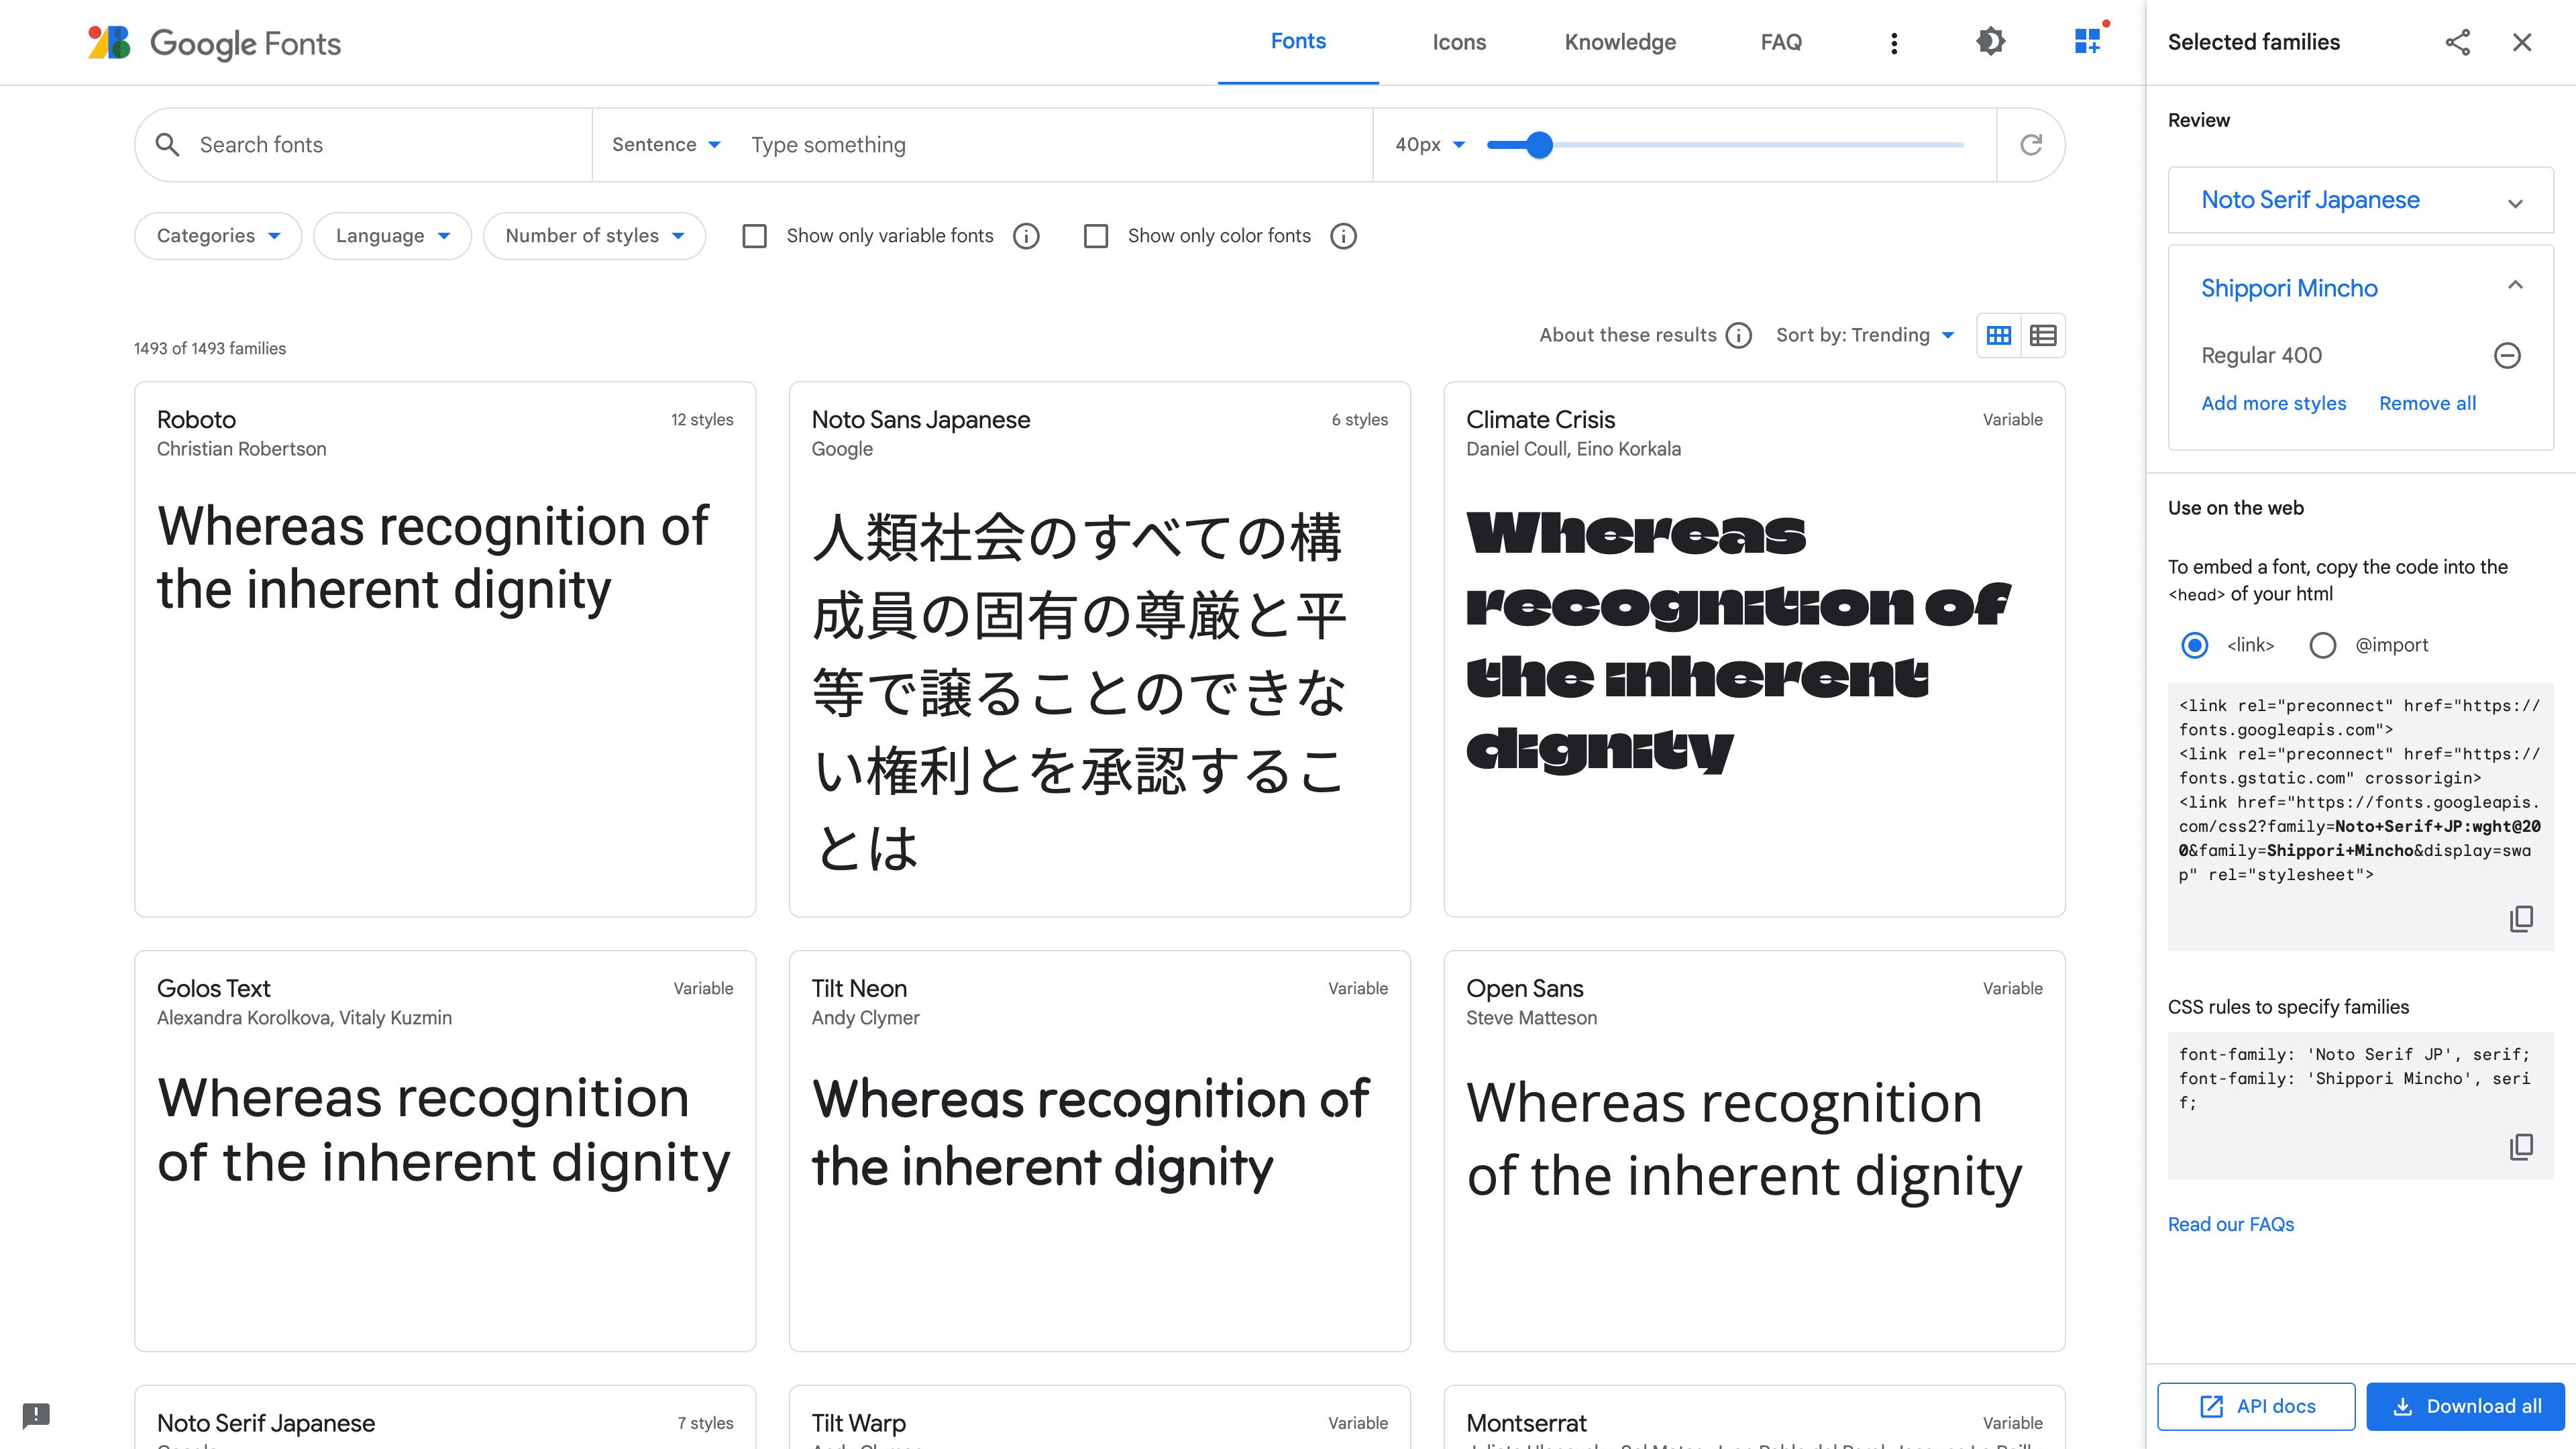 Google Fonts
Fonts
Icons
Knowledge
FAQ
Search fonts
Sentence
Type something
40px
Categories
Language
Number of styles
Show only variable fonts
Show only color fonts
1493 of 1493 families
About these results
Sort by: Trending
Roboto
12 styles
Christian Robertson
Whereas recognition of
the inherent dignity
Noto Sans Japanese
6 styles
Google
人類社会のすべての構
成員の固有の尊厳と平
等で譲ることのできな
い権利とを承認するこ
とは
Climate Crisis
Variable
Daniel Coull, Eino Korkala
Whereas
recognition of
the inherent
dignity
Golos Text
Variable
Alexandra Korolkova, Vitaly Kuzmin
Whereas recognition
of the inherent dignity
Tilt Neon
Variable
Andy Clymer
Whereas recognition of
the inherent dignity
Open Sans
Variable
Steve Matteson
Whereas recognition
of the inherent dignity
Noto Serif Japanese
7 styles
Tilt Warp
Variable
Montserrat
Variable
Selected families
Review
Noto Serif Japanese
Shippori Mincho
Regular 400
Add more styles
Remove all
Use on the web
To embed a font, copy the code into the
<head> of your html
<link>
@import
<link rel="preconnect" href="https://
fonts.googleapis.com">
<link rel="preconnect" href="https://
fonts.gstatic.com" crossorigin>
<link href="https://fonts.googleapis.
com/css2?family=Noto+Serif+JP:wght@20
0&family=Shippori+Mincho&display=swa
p" rel="stylesheet">
CSS rules to specify families
font-family: 'Noto Serif JP', serif;
font-family: 'Shippori Mincho', seri
f;
Read our FAQs
API docs
Download all